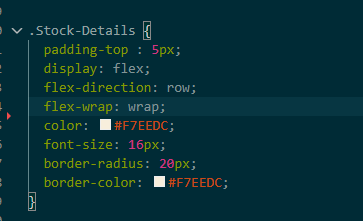 .Stock-Details {
padding-top : 5px;
display: flex;
flex-direction: row;
flex-wrap: wrap;
color: #F7EEDC;
font-size: 16px;
border-radius: 20px;
border-color: #F7EEDC;
}